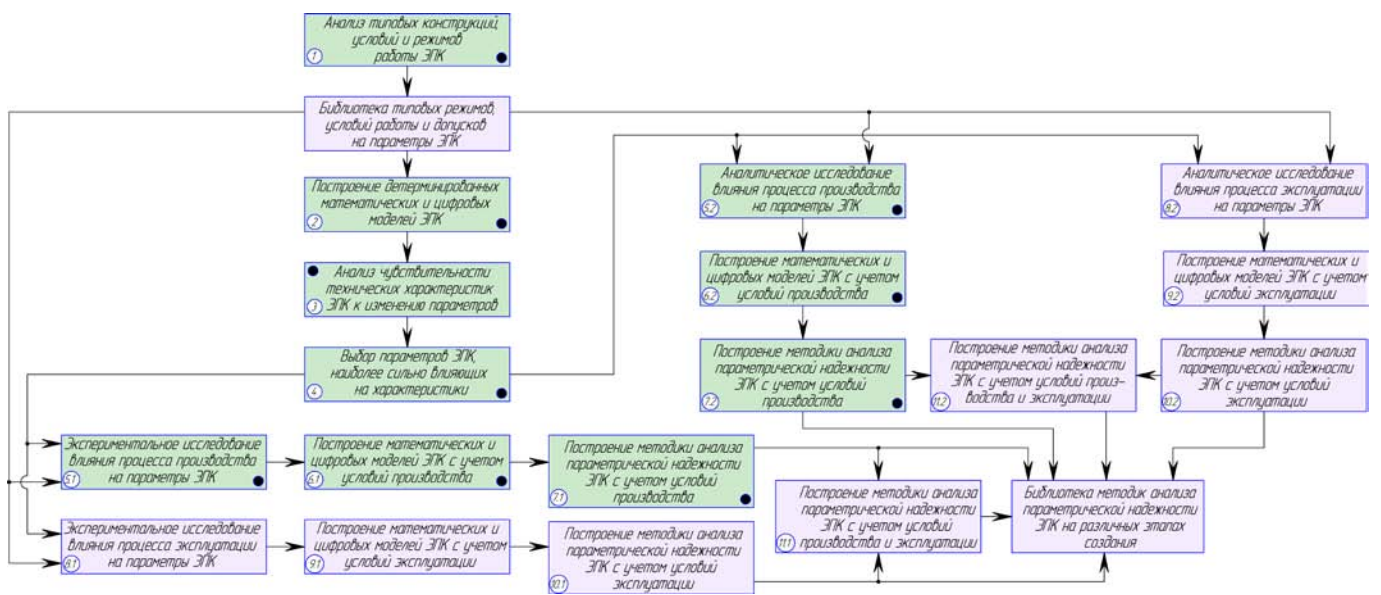 Анализ типовых конструкций,
условий и режимов
работы ЭПК
1
Библиотека типовых режимов,
условий работы и допусков
на параметры ЭПК
Построение детерминированных
математических и цифровых
моделей ЭПК
2
Анализ чувствительности
технических характеристик
ЭПК к изменению параметров
3
Выбор параметров ЭПК,
наиболее сильно влияющих
на характеристики
4
Аналитическое исследование
влияния процесса производства
на параметры ЭПК
5.2
Построение математических и
цифровых моделей ЭПК с учетом
условий производства
6.2
Построение методики анализа
параметрической надежности
ЭПК с учетом условий
производства
7.2
Построение методики анализа
параметрической надежности
ЭПК с учетом условий произ-
водства и эксплуатации
11.2
Аналитическое исследование
влияния процесса эксплуатации
на параметры ЭПК
8.2
Построение математических и
цифровых моделей ЭПК с учетом
условий эксплуатации
9.2
Построение методики анализа
параметрической надежности
ЭПК с учетом условий
эксплуатации
10.2
Экспериментальное исследование
влияния процесса производства
на параметры ЭПК
5.1
Построение математических и
цифровых моделей ЭПК с учетом
условий производства
6.1
Построение методики анализа
параметрической надежности
ЭПК с учетом условий
производства
7.1
Экспериментальное исследование
влияния процесса эксплуатации
на параметры ЭПК
8.1
Построение математических и
цифровых моделей ЭПК с учетом
условий эксплуатации
9.1
Построение методики анализа
параметрической надежности
ЭПК с учетом условий
эксплуатации
10.1
Построение методики анализа
параметрической надежности
ЭПК с учетом условий
производства и эксплуатации
11.1
Библиотека методик анализа
параметрической надежности
ЭПК на различных этапах
создания